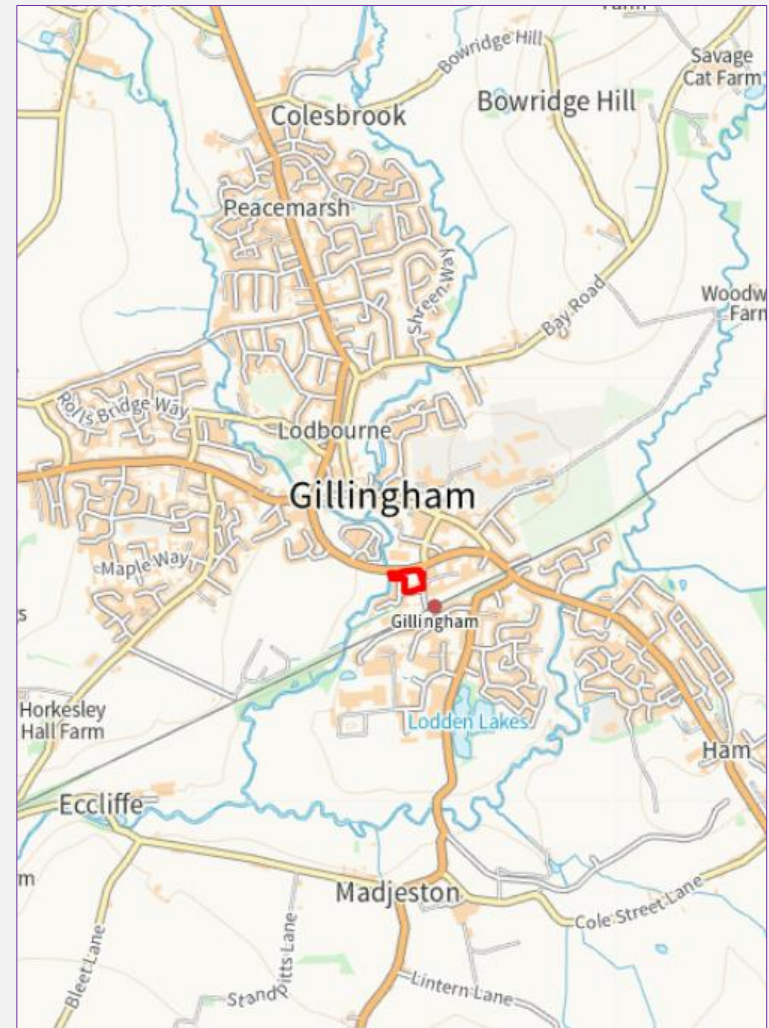 Bowridge Hill
Savage
Cat Farm
Colesbrook
Bowridge Hill
Peacemarsh
Shreen Way
Bay Road
Woodw
Farm
Rolls Bridge Way
Lodbourne
Gillingham
Maple Way
Gillingham
s
Horkesley
Hall Farm
Lodden Lakes
Ham
Eccliffe
m
Madjeston
Cole Street Lane
Bleet Lane
Stand pitts Lane
Lintern Lane